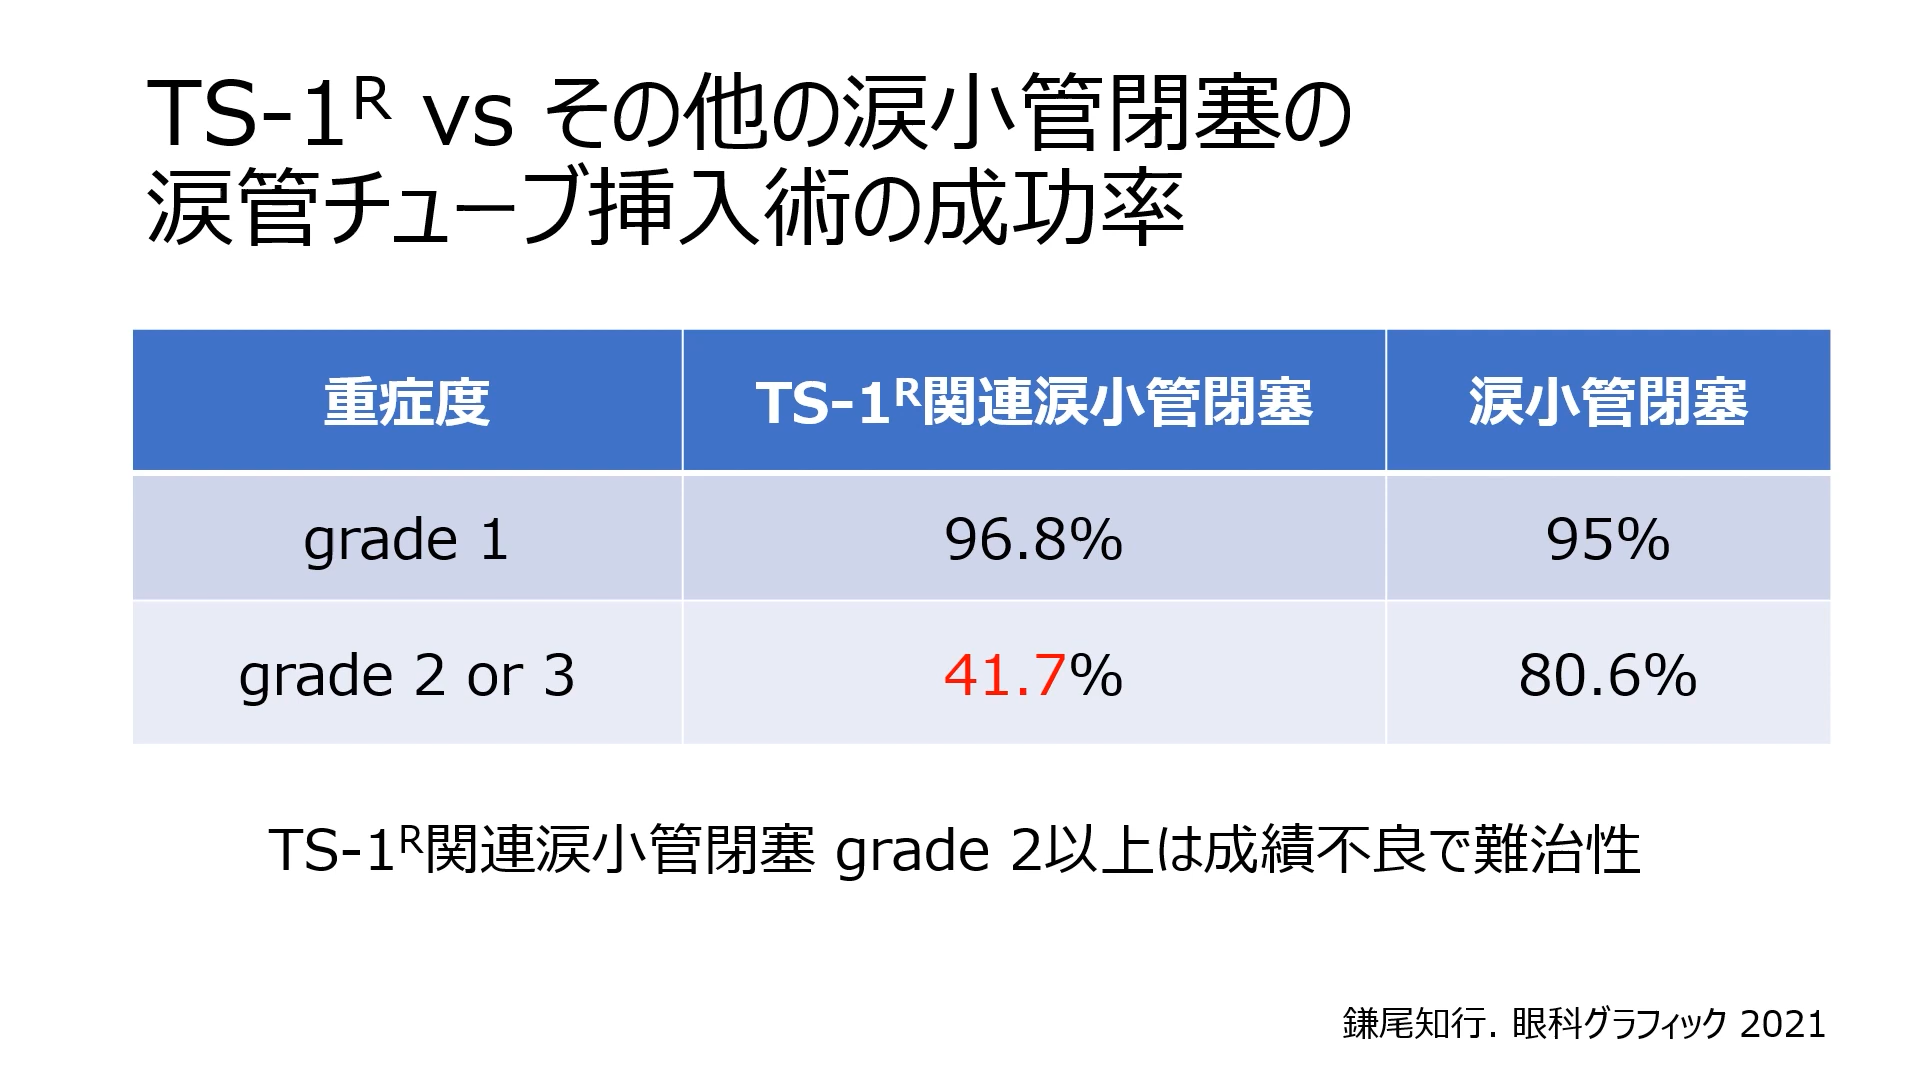 TS-1R vs その他の涙小管閉塞の
涙管チューブ挿入術の成功率
重症度 TS-1R関連涙小管閉塞 涙小管閉塞
grade 1 96.8% 95%
grade 2 or 3 41.7% 80.6%
TS-1R関連涙小管閉塞 grade 2以上は成績不良で難治性
鎌尾知行. 眼科グラフィック 2021